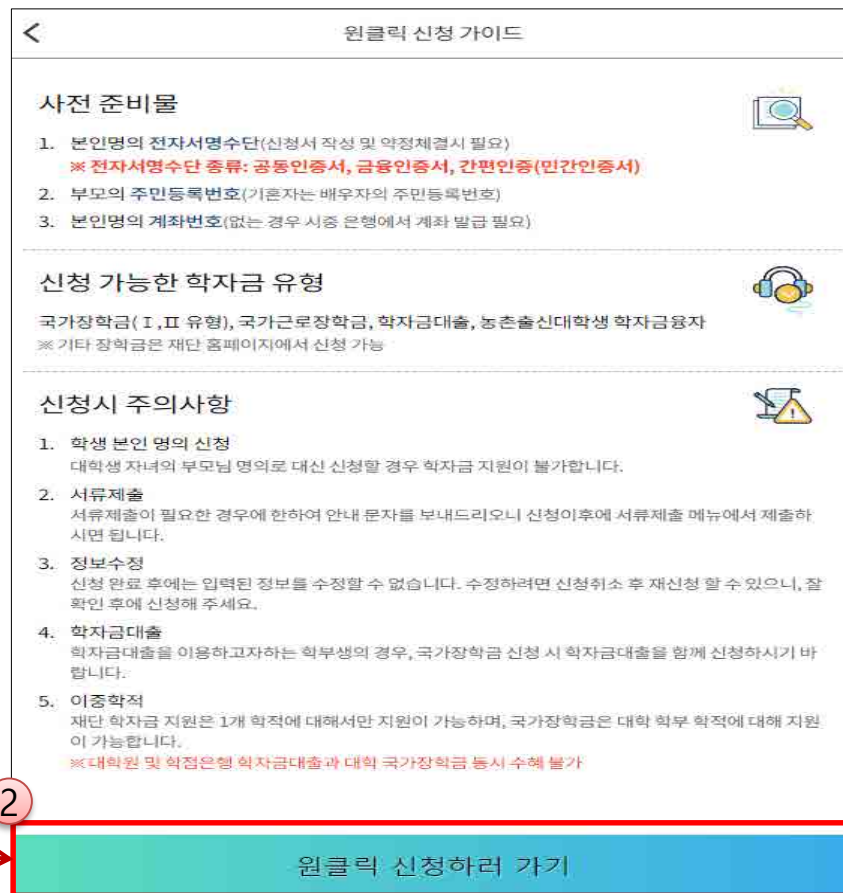 원클릭 신청 가이드
사전 준비물
1. 본인명의 전자서명수단(신청서 작성 및 약정체결시 필요)
※ 전자서명수단 종류: 공동인증서, 금융인증서, 간편인증(민간인증서)
2. 부모의 주민등록번호(기혼자는 배우자의 주민등록번호)
3. 본인명의 계좌번호(없는 경우 시중 은행에서 계좌 발급 필요)
신청 가능한 학자금 유형
국가장학금(Ⅰ,Ⅱ 유형), 국가근로장학금, 학자금대출, 농촌출신대학생 학자금융자
※ 기타 장학금은 재단 홈페이지에서 신청 가능
신청시 주의사항
1. 학생 본인 명의 신청
대학생 자녀의 부모님 명의로 대신 신청할 경우 학자금 지원이 불가합니다.
2. 서류제출
서류제출이 필요한 경우에 한하여 안내 문자를 보내드리오니 신청이후에 서류제출 메뉴에서 제출하
시면 됩니다.
3. 정보수정
신청 완료 후에는 입력된 정보를 수정할 수 없습니다. 수정하려면 신청취소 후 재신청 할 수 있으니, 잘
확인 후에 신청해 주세요.
4. 학자금대출
학자금대출을 이용하고자하는 학부생의 경우, 국가장학금 신청 시 학자금대출을 함께 신청하시기 바
랍니다.
5. 이중학적
재단 학자금 지원은 1개 학적에 대해서만 지원이 가능하며, 국가장학금은 대학 학부 학적에 대해 지원
이 가능합니다.
※ 대학원 및 학점은행 학자금대출과 대학 국가장학금 동시 수혜 불가
2
원클릭 신청하러 가기